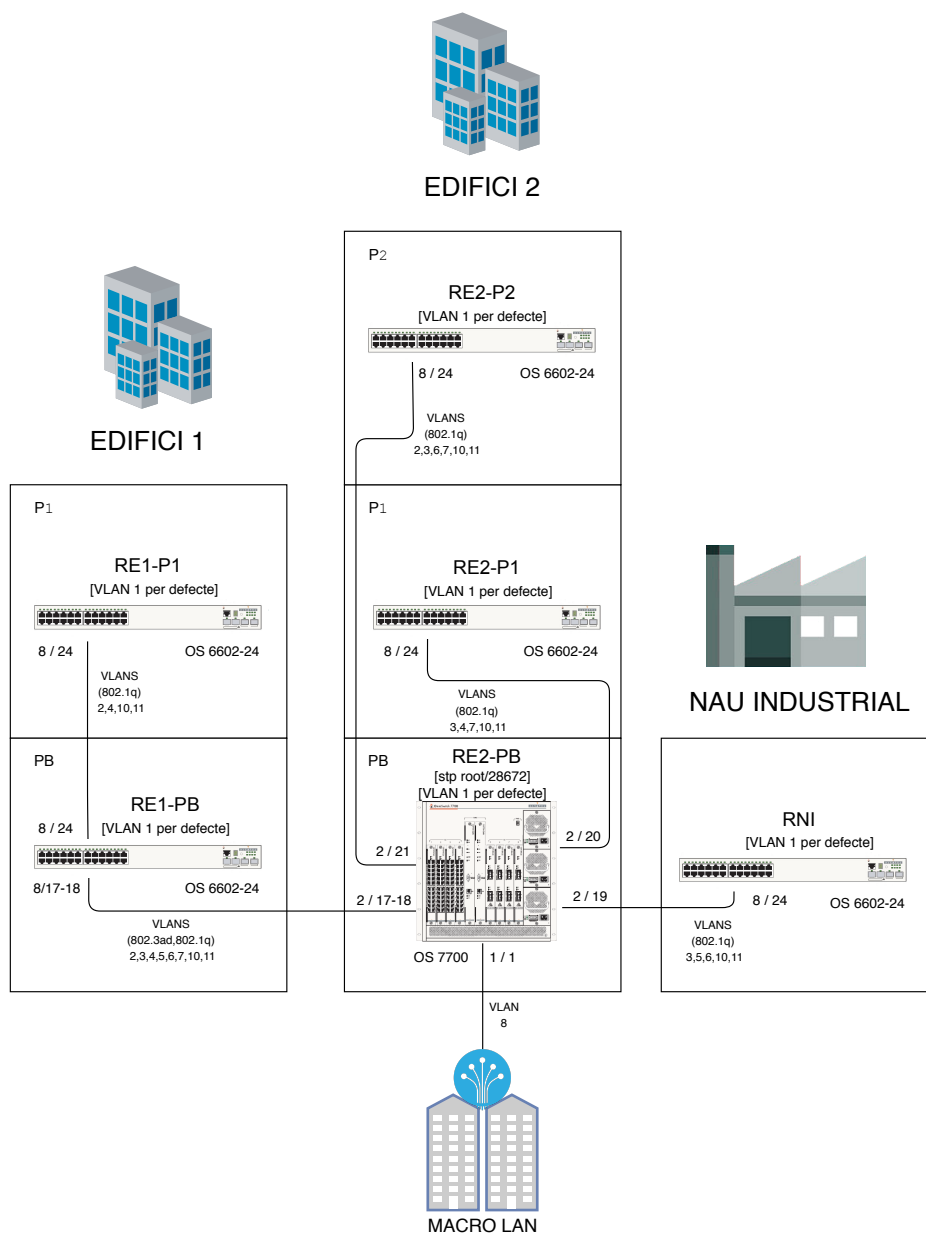 EDIFICI 2
P2
RE2-P2
[VLAN 1 per defecte]
8 / 24
OS 6602-24
VLANS
(802.1q)
2,3,6,7,10,11
EDIFICI 1
P1
RE1-P1
[VLAN 1 per defecte]
8 / 24
OS 6602-24
VLANS
(802.1q)
2,4,10,11
P1
RE2-P1
[VLAN 1 per defecte]
8 / 24
OS 6602-24
VLANS
(802.1q)
3,4,7,10,11
NAU INDUSTRIAL
PB
RE1-PB
[VLAN 1 per defecte]
8 / 24
8/17-18
OS 6602-24
VLANS
(802.3ad,802.1q)
2,3,4,5,6,7,10,11
PB
RE2-PB
[stp root/28672]
[VLAN 1 per defecte]
2 / 21
2 / 20
2 / 17-18
2 / 19
OS 7700
1 / 1
RNI
[VLAN 1 per defecte]
8 / 24
OS 6602-24
VLANS
(802.1q)
3,5,6,10,11
VLAN
8
MACRO LAN